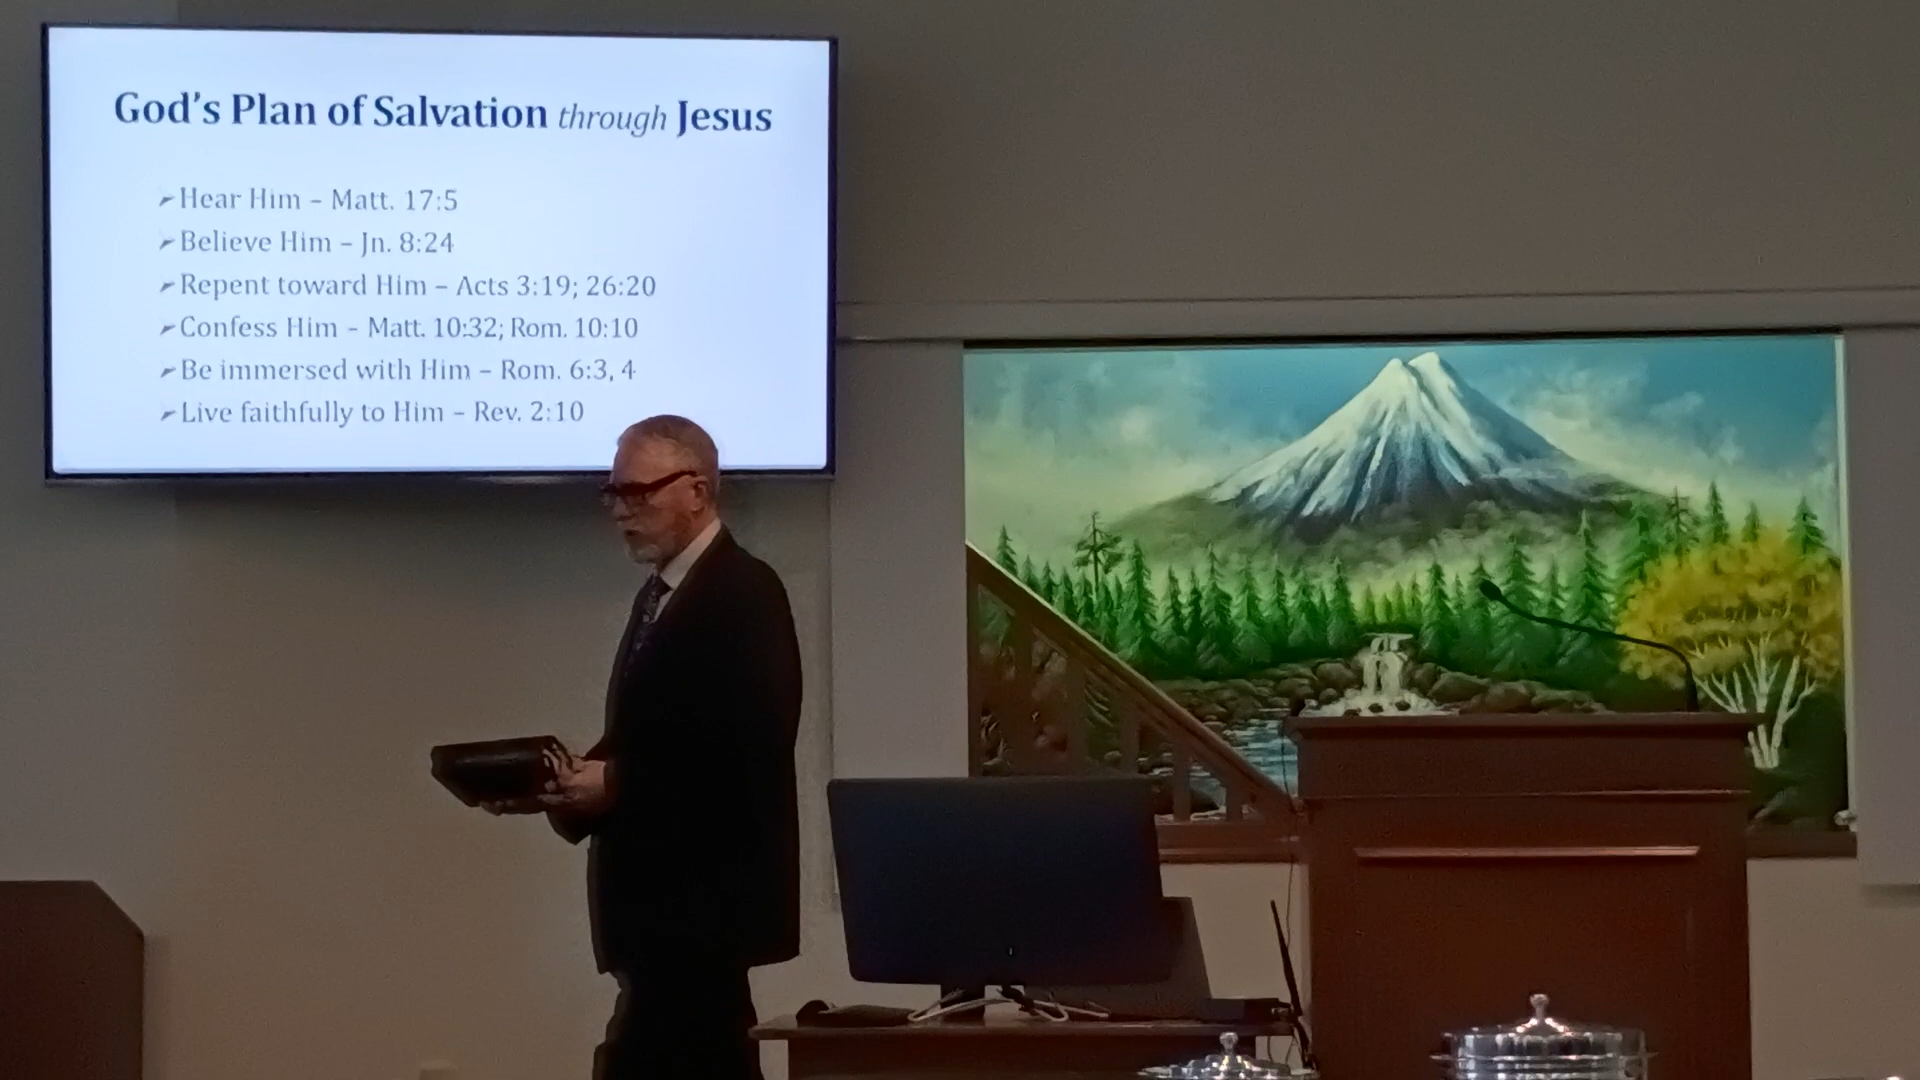 God's Plan of Salvation through Jesus
➢Hear Him – Matt. 17:5
➢Believe Him – Jn. 8:24
➢Repent toward Him – Acts 3:19; 26:20
➢Confess Him – Matt. 10:32; Rom. 10:10
➢Be immersed with Him – Rom. 6:3, 4
➢Live faithfully to Him – Rev. 2:10